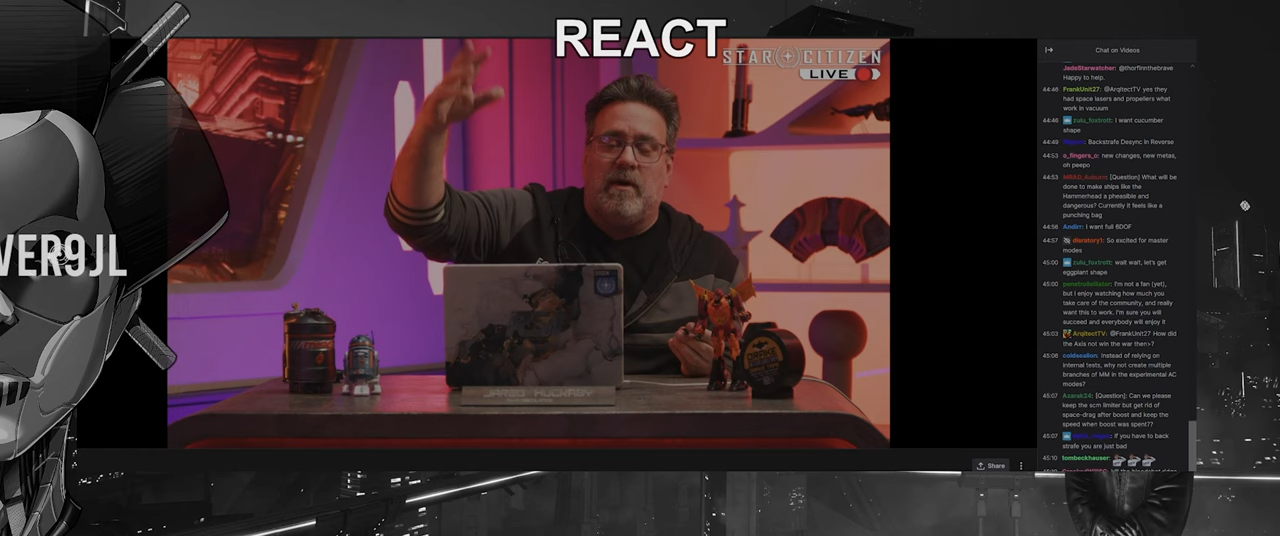 REACT
STAR CITIZEN
LIVE
VER9JL
JARED HUCKABY
Share
Chat on Videos
JadeStarwatcher: @thorfinnthebrave
Happy to help.
44:46 FrankUnit27: @ArqitectTV yes they
had space lasers and propellers what
work in vacuum
44:46 zulu_foxtrott: I want cucumber
shape
44:49 Backstrafe Desync in Reverse
44:53 o_fingers_o: new changes, new metas,
oh peepo
44:53 [Question] What will be
done to make ships like the
Hammerhead a pheasible and
dangerous? Currently it feels like a
punching bag
44:56 Andirr: I want full 6DOF
44:57 So excited for master
modes
45:00 zulu_foxtrott: wait wait, let's get
eggplant shape
45:00 I'm not a fan (yet),
but i enjoy watching how much you
take care of the community, and really
want this to work. I'm sure you will
succeed and everybody will enjoy it
45:03 ArqitectTV: @FrankUnit27 How did
the Axis not win the war then>?
45:06 coldsealion: Instead of relying on
internal tests, why not create multiple
branches of MM in the experimental AC
modes?
45:07 Azarak24: [Question]: Can we please
keep the scm limiter but get rid of
space-drag after boost and keep the
speed when boost was spent??
45:07 if you have to back
strafe you are just bad
45:10 tombeckhauser: